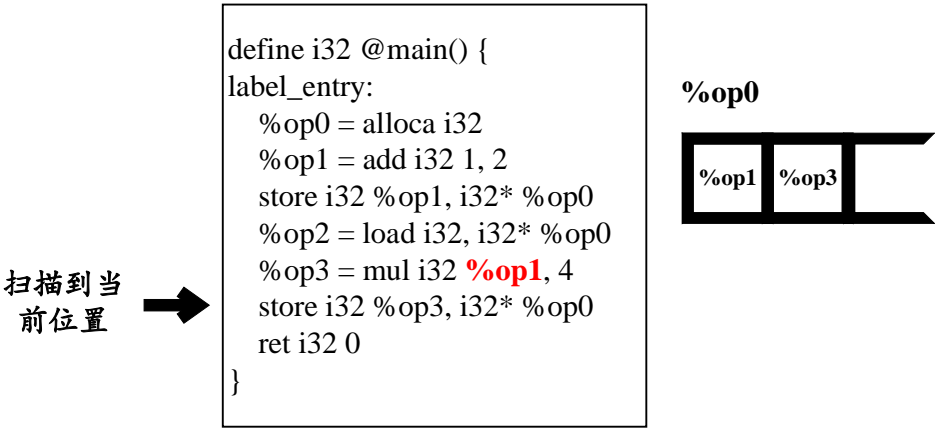 define i32 @main() {
label_entry:
%op0 = alloca i32
%op1 = add i32 1, 2
store i32 %op1, i32* %op0
%op2 = load i32, i32* %op0
%op3 = mul i32 %op1, 4
store i32 %op3, i32* %op0
ret i32 0
}
扫描到当
前位置
%op0
%op1 %op3